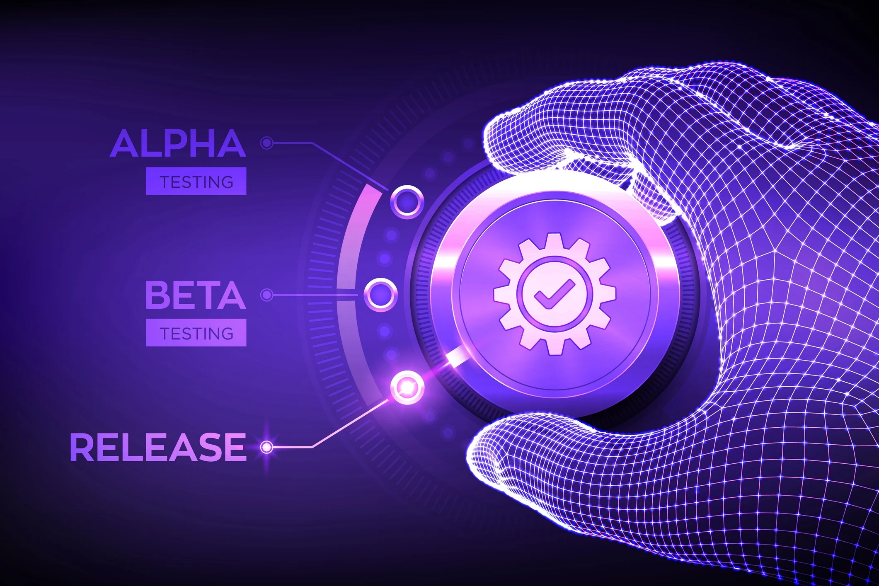 ALPHA
TESTING
BETA
TESTING
RELEASE